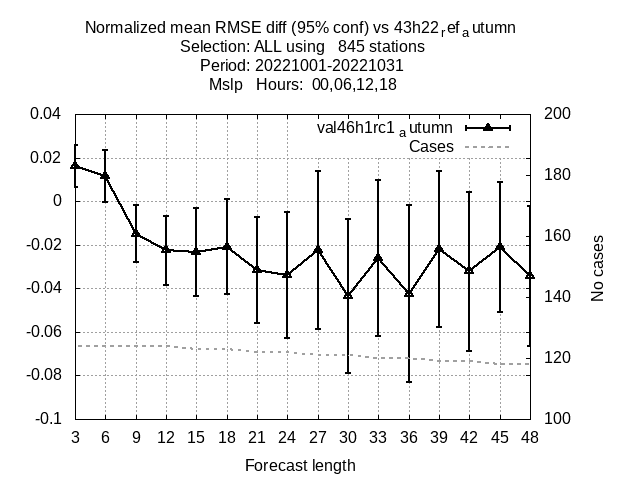 Normalized mean RMSE diff (95% conf) vs 43h22refautumn
Selection: ALL using 845 stations
Period: 20221001-20221031
Mslp Hours: 00,06,12,18
0.04
0.02
0
-0.02
-0.04
-0.06
-0.08
-0.1
200
180
160
140
120
100
val46h1rc1autumn
Cases
No cases
3 6 9 12 15 18 21 24 27 30 33 36 39 42 45 48
Forecast length